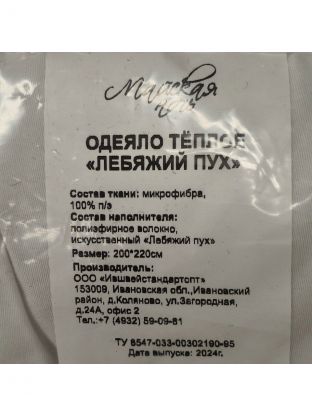 Майская
ночь
ОДЕЯЛО ТЁПЛОЕ
«ЛЕБЯЖИЙ ПУХ»
Состав ткани: микрофибра,
100% п/э
Состав наполнителя:
полиэфирное волокно,
искусственный «Лебяжий пух»
Размер: 200*220см
Производитель:
ООО «Ившвейстандартопт»
153009, Ивановская обл.,Ивановский
район, д.Коляново, ул.Загородная,
д.24А, офис 2
Тел.:+7 (4932) 59-09-81
ТУ 8547-033-00302190-95
Дата выпуска: 2024г.